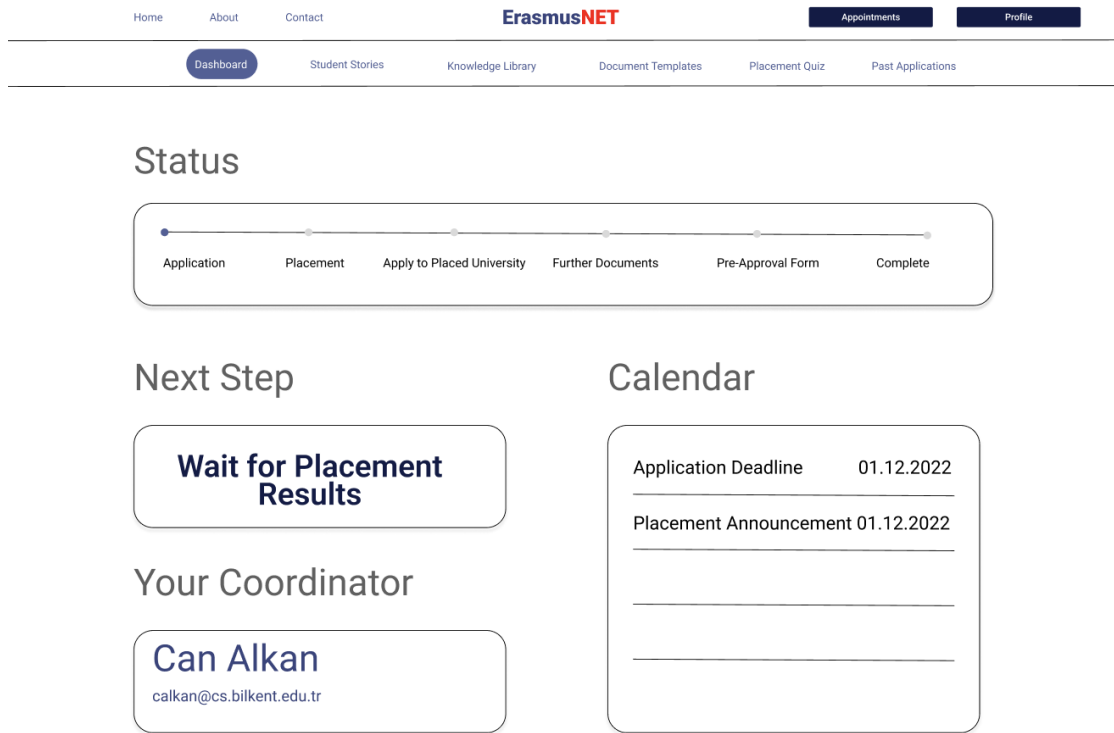 Home About Contact ErasmusNET Appointments Profile
Dashboard Student Stories Knowledge Library Document Templates Placement Quiz Past Applications
Status
Application Placement Apply to Placed University Further Documents Pre-Approval Form Complete
Next Step
Wait for Placement
Results
Calendar
Application Deadline 01.12.2022
Placement Announcement 01.12.2022
Your Coordinator
Can Alkan
calkan@cs.bilkent.edu.tr